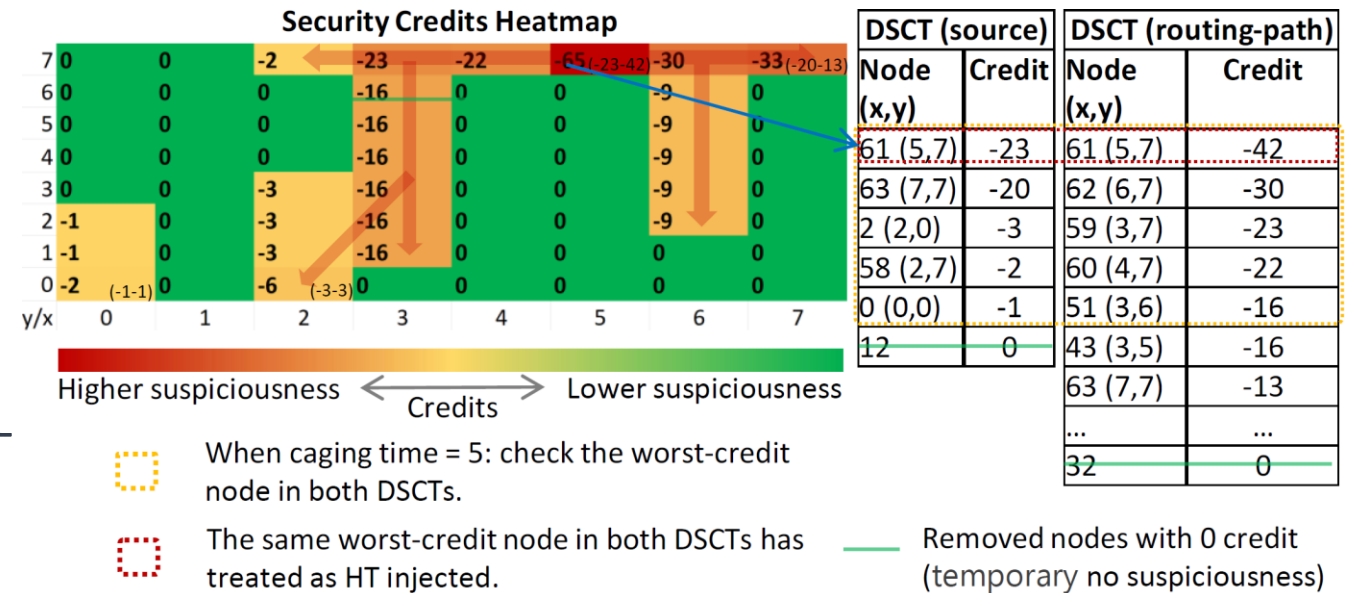 Security Credits Heatmap
7 0 0 -2 -23 -22 -65(-23-42) -30 -33(-20-13)
6 0 0 0 -16 0 0 -9 0
5 0 0 0 -16 0 0 -9 0
4 0 0 0 -16 0 0 -9 0
3 0 0 -3 -16 0 0 -9 0
2 -1 0 -3 -16 0 0 -9 0
1 -1 0 -3 -16 0 0 0 0
0 -2 (-1-1) 0 -6 (-3-3) 0 0 0 0 0
y/x 0 1 2 3 4 5 6 7
Higher suspiciousness Lower suspiciousness
Credits
DSCT (source)
Node Credit
(x,y)
61 (5,7) -23
63 (7,7) -20
2 (2,0) -3
58 (2,7) -2
0 (0,0) -1
12 0
DSCT (routing-path)
Node Credit
(x,y)
61 (5,7) -42
62 (6,7) -30
59 (3,7) -23
60 (4,7) -22
51 (3,6) -16
43 (3,5) -16
63 (7,7) -13
... ...
32 0
When caging time = 5: check the worst-credit
node in both DSCTs.
The same worst-credit node in both DSCTs has
treated as HT injected.
Removed nodes with 0 credit
(temporary no suspiciousness)